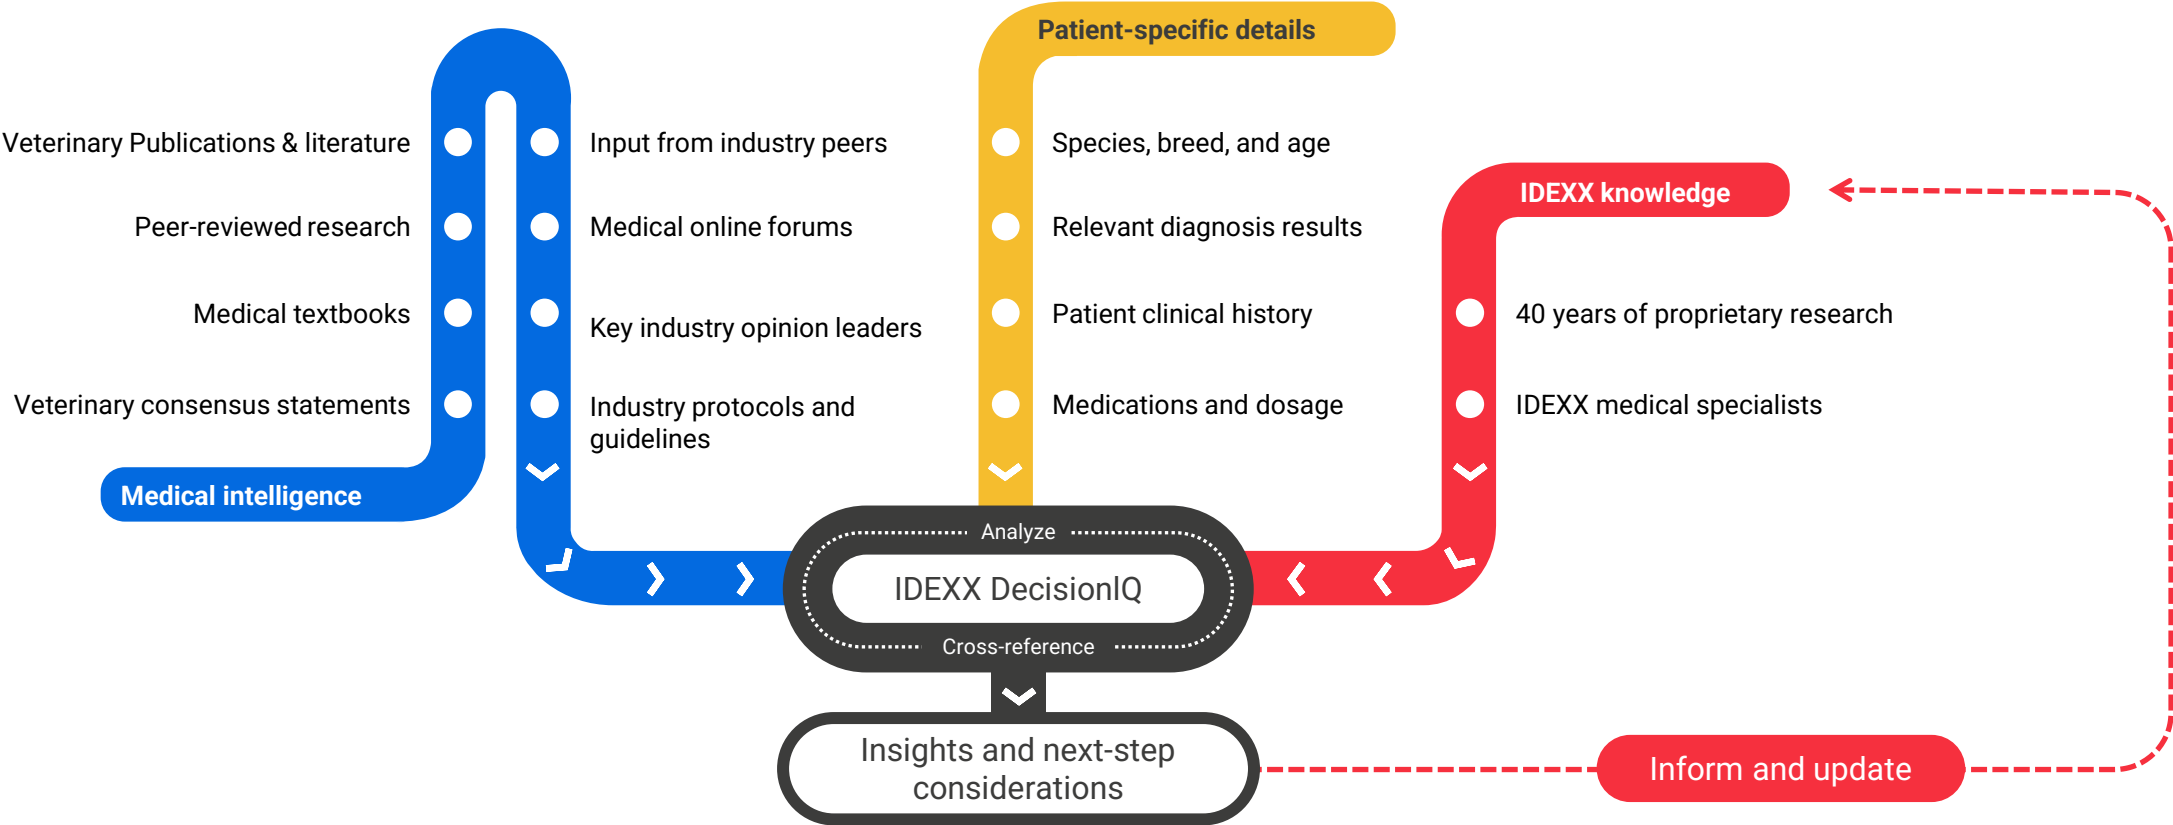 Patient-specific details
Veterinary Publications & literature
Peer-reviewed research
Medical textbooks
Veterinary consensus statements
Medical intelligence
Input from industry peers
Medical online forums
Key industry opinion leaders
Industry protocols and
guidelines
Species, breed, and age
Relevant diagnosis results
Patient clinical history
Medications and dosage
IDEXX knowledge
40 years of proprietary research
IDEXX medical specialists
Analyze
IDEXX DecisionIQ
Cross-reference
Insights and next-step
considerations
Inform and update